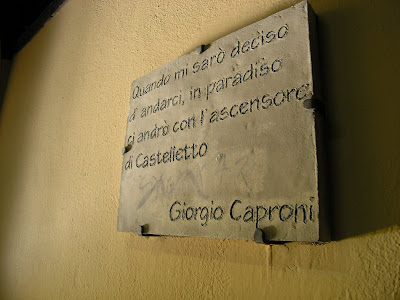 Quando mi sarò deciso
d' andarci, in paradiso
ci andrò con l'ascensore
di Castelletto
Giorgio Caproni